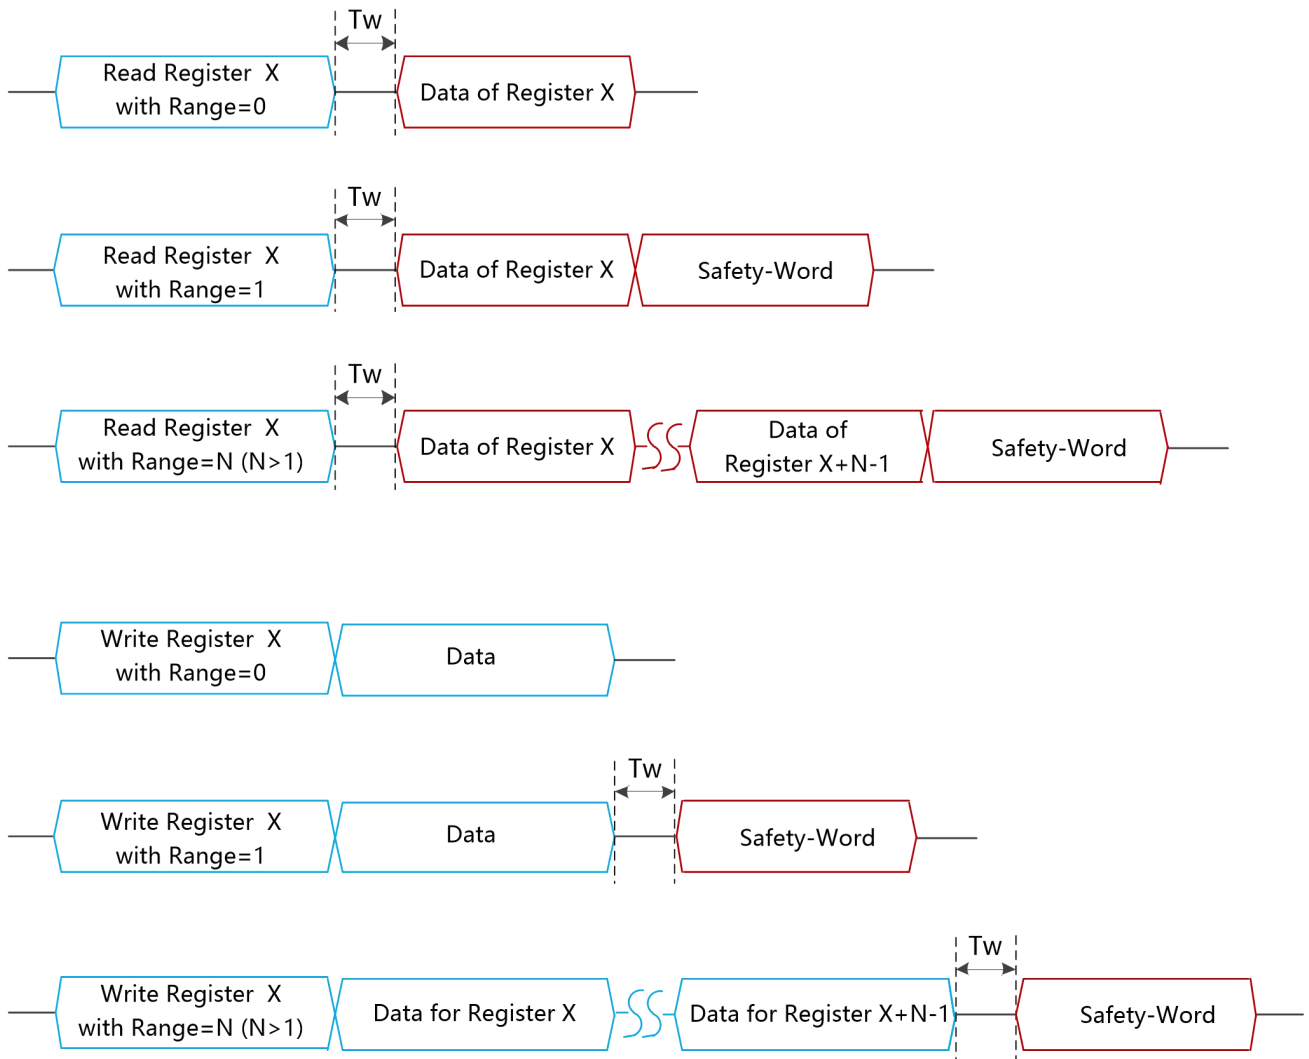 Tw
Read Register X
with Range=0
Data of Register X
Tw
Read Register X
with Range=1
Data of Register X
Safety-Word
Tw
Read Register X
with Range=N (N>1)
Data of Register X
Data of
Register X+N-1
Safety-Word
Write Register X
with Range=0
Data
Tw
Write Register X
with Range=1
Data
Safety-Word
Tw
Write Register X
with Range=N (N>1)
Data for Register X
Data for Register X+N-1
Safety-Word